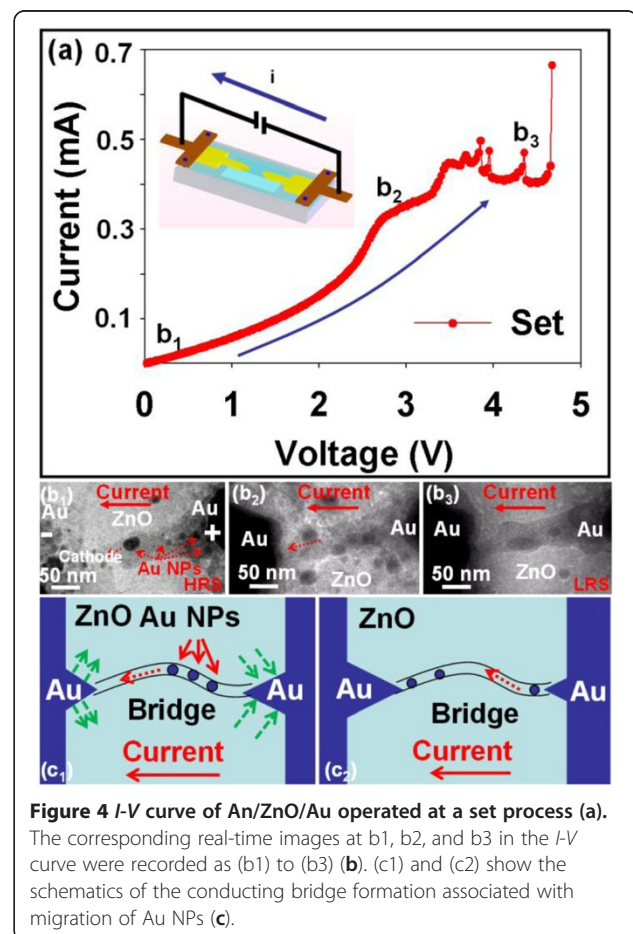 (a)
0.7
0.5
0.3
0.1
Current (mA)
i
b1
b2
b3
Set
0 1 2 3 4 5
Voltage (V)
(b1) Current
Au ZnO Au
- +
Cathode
Au NPs
50 nm HRS
(b2) Current
Au Au
50 nm ZnO
(b3) Current
Au Au
50 nm ZnO
LRS
ZnO Au NPs
Au Au
Bridge
Current
(c1)
ZnO
Au Au
Bridge
Current
(c2)
Figure 4 I-V curve of An/ZnO/Au operated at a set process (a).
The corresponding real-time images at b1, b2, and b3 in the I-V
curve were recorded as (b1) to (b3) (b). (c1) and (c2) show the
schematics of the conducting bridge formation associated with
migration of Au NPs (c).